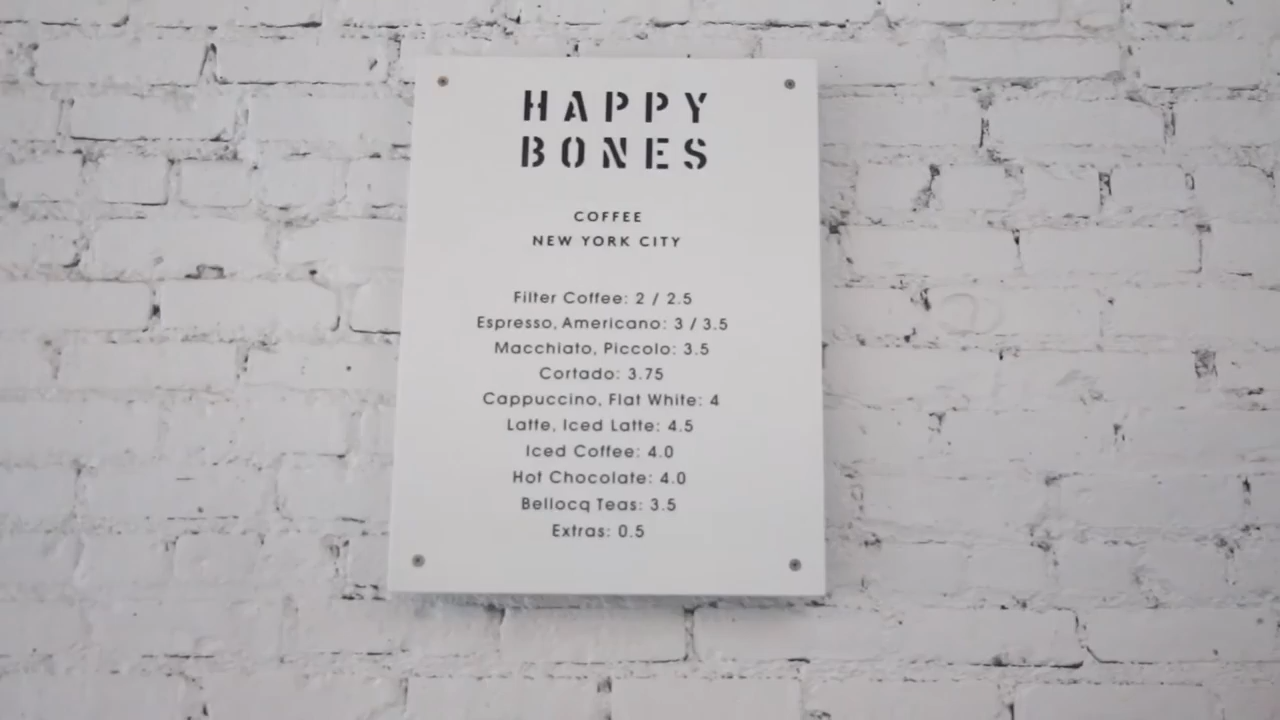 HAPPY
BONES
COFFEE
NEW YORK CITY
Filter Coffee: 2 / 2.5
Espresso, Americano: 3 / 3.5
Macchiato, Piccolo: 3.5
Cortado: 3.75
Cappuccino, Flat White: 4
Latte, Iced Latte: 4.5
Iced Coffee: 4.0
Hot Chocolate: 4.0
Bellocq Teas: 3.5
Extras: 0.5